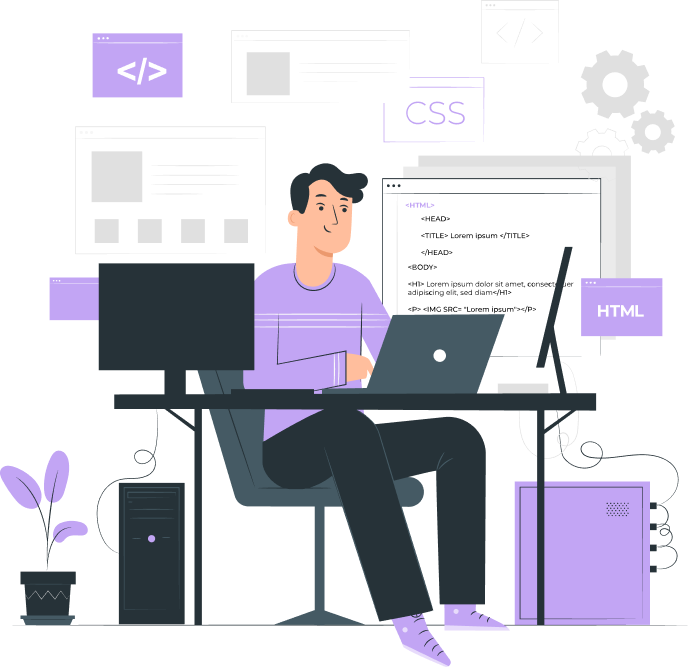 </>
</>
CSS
<HTML>
<HEAD>
<TITLE> Lorem ipsum </TITLE>
</HEAD>
<BODY>
<H1> Lorem ipsum dolor sit amet, consectetuer
adipiscing elit, sed diam</H1>
<P> <IMG SRC= "Lorem ipsum"></P>
HTML